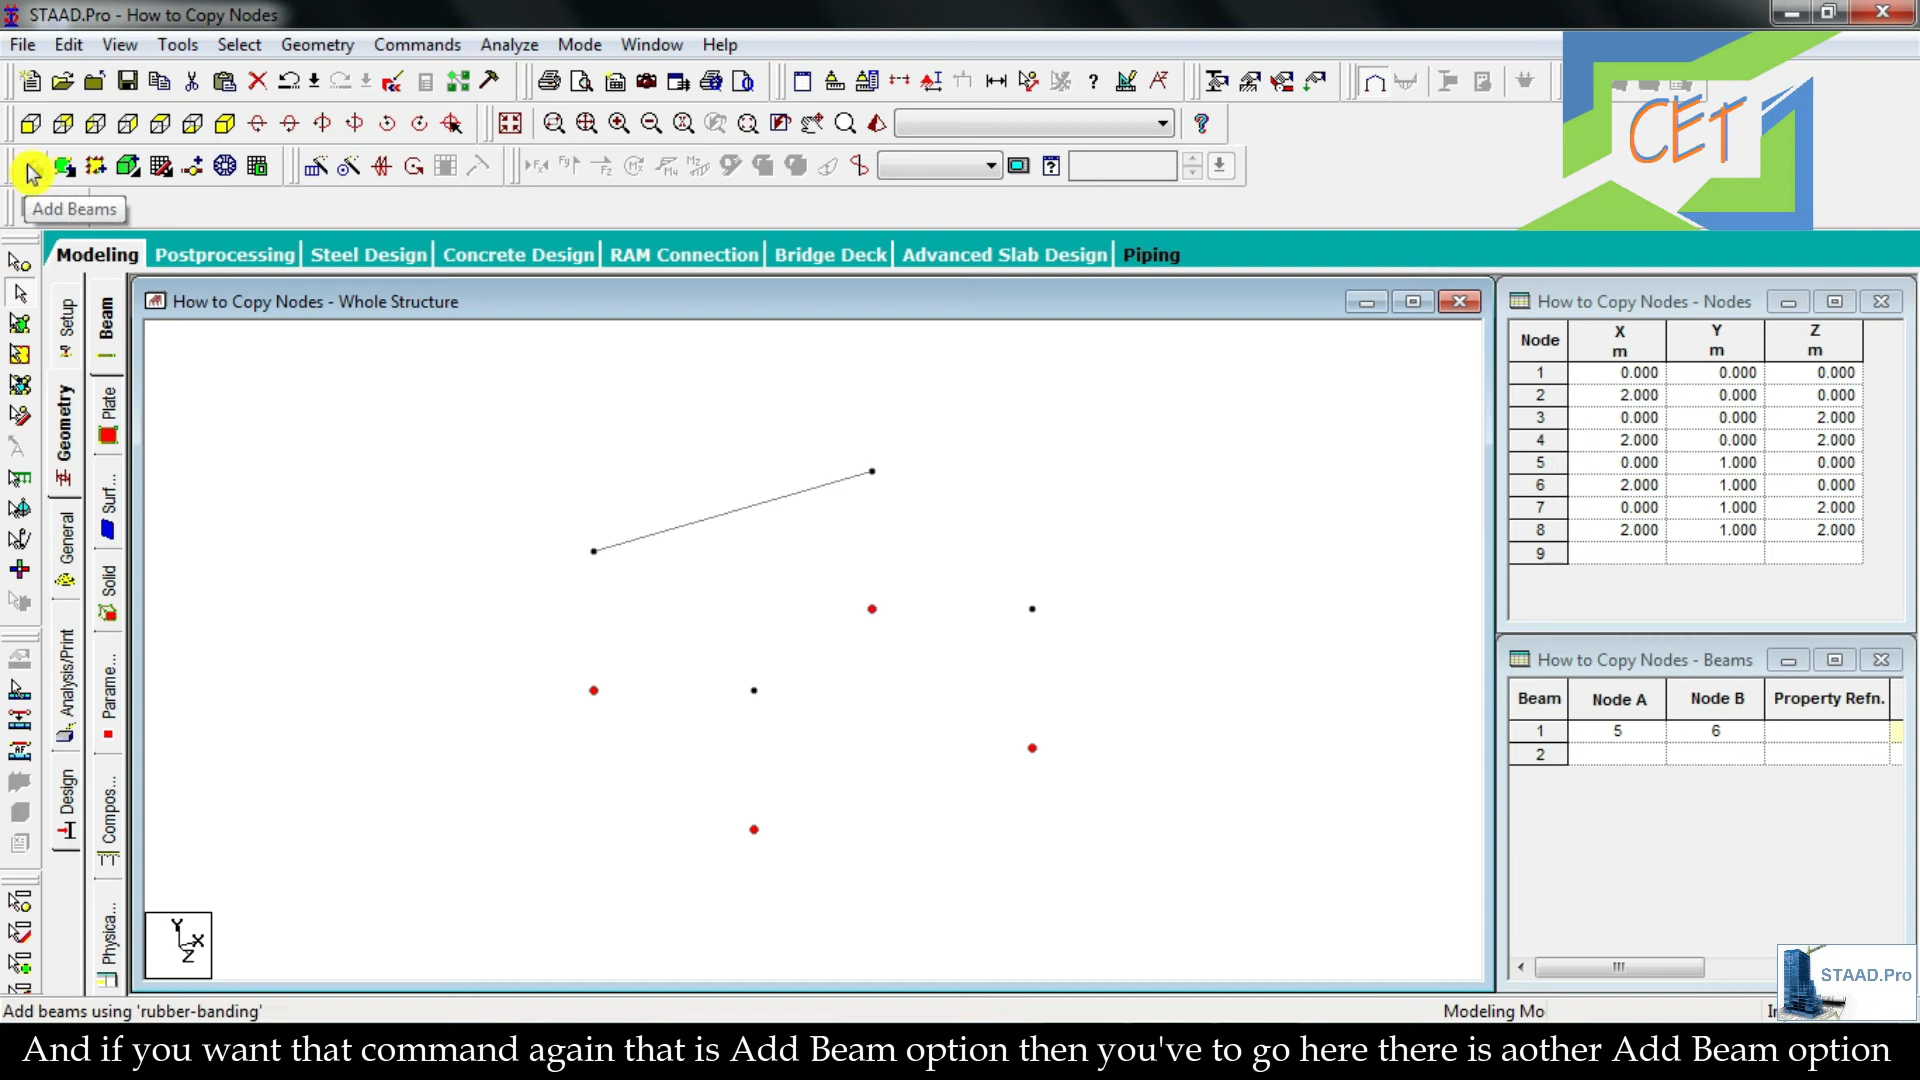 STAAD.Pro - How to Copy Nodes
File Edit View Tools Select Geometry Commands Analyze Mode Window Help
CET
Add Beams
Modeling Postprocessing Steel Design Concrete Design RAM Connection Bridge Deck Advanced Slab Design Piping
Setup
Geometry
General
Analysis/Print
Design
Beam
Plate
Surf...
Solid
Parame...
Compos...
Physica...
How to Copy Nodes - Whole Structure
Y
X
Z
How to Copy Nodes - Nodes
Node X m Y m Z m
1 0.000 0.000 0.000
2 2.000 0.000 0.000
3 0.000 0.000 2.000
4 2.000 0.000 2.000
5 0.000 1.000 0.000
6 2.000 1.000 0.000
7 0.000 1.000 2.000
8 2.000 1.000 2.000
9
How to Copy Nodes - Beams
Beam Node A Node B Property Refn.
1 5 6
2
STAAD.Pro
Add beams using 'rubber-banding'
Modeling Mo
And if you want that command again that is Add Beam option then you've to go here there is aother Add Beam option